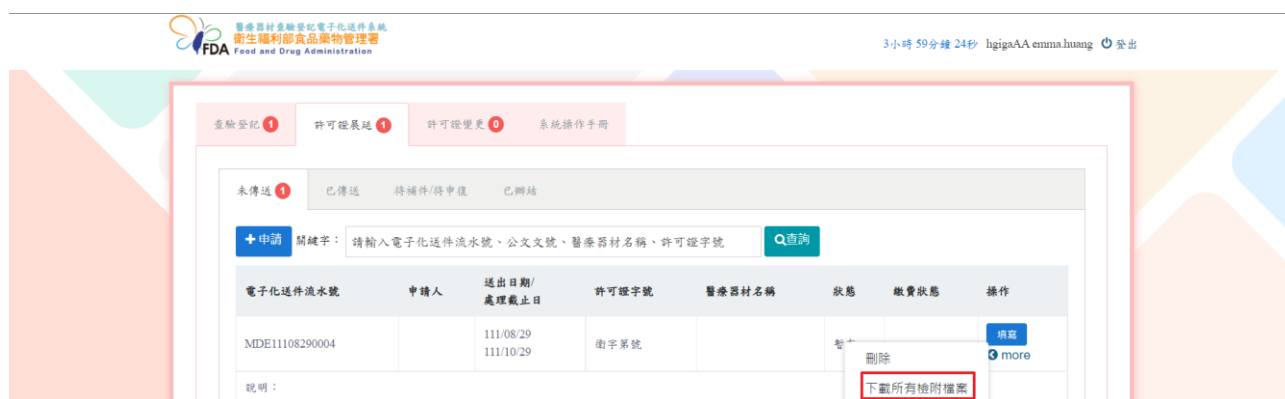 醫療器材查驗登記電子化送件系統
衛生福利部食品藥物管理署
FDA Food and Drug Administration
3小時 59分鐘 24秒 hgigaAA emma.huang 登出
查驗登記 1 許可證展延 1 許可證變更 0 系統操作手冊
未傳送 1 已傳送 待補件/待申復 已辦結
+申請 關鍵字： 請輸入電子化送件流水號、公文文號、醫療器材名稱、許可證字號 查詢
電子化送件流水號 申請人 送出日期/ 許可證字號 醫療器材名稱 狀態 繳費狀態 操作
處理截止日
MDE11108290004 111/08/29 衛字第號 填寫
111/10/29 more
刪除
說明：
下載所有檢附檔案